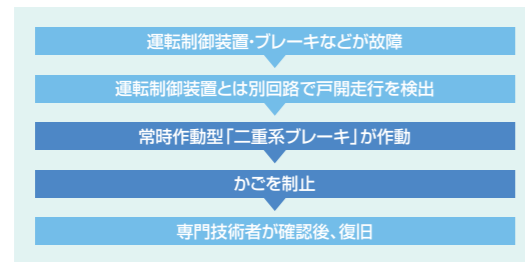 運転制御装置・ブレーキなどが故障
運転制御装置とは別回路で戸開走行を検出
常時作動型「二重系ブレーキ」が作動
かごを制止
専門技術者が確認後、復旧